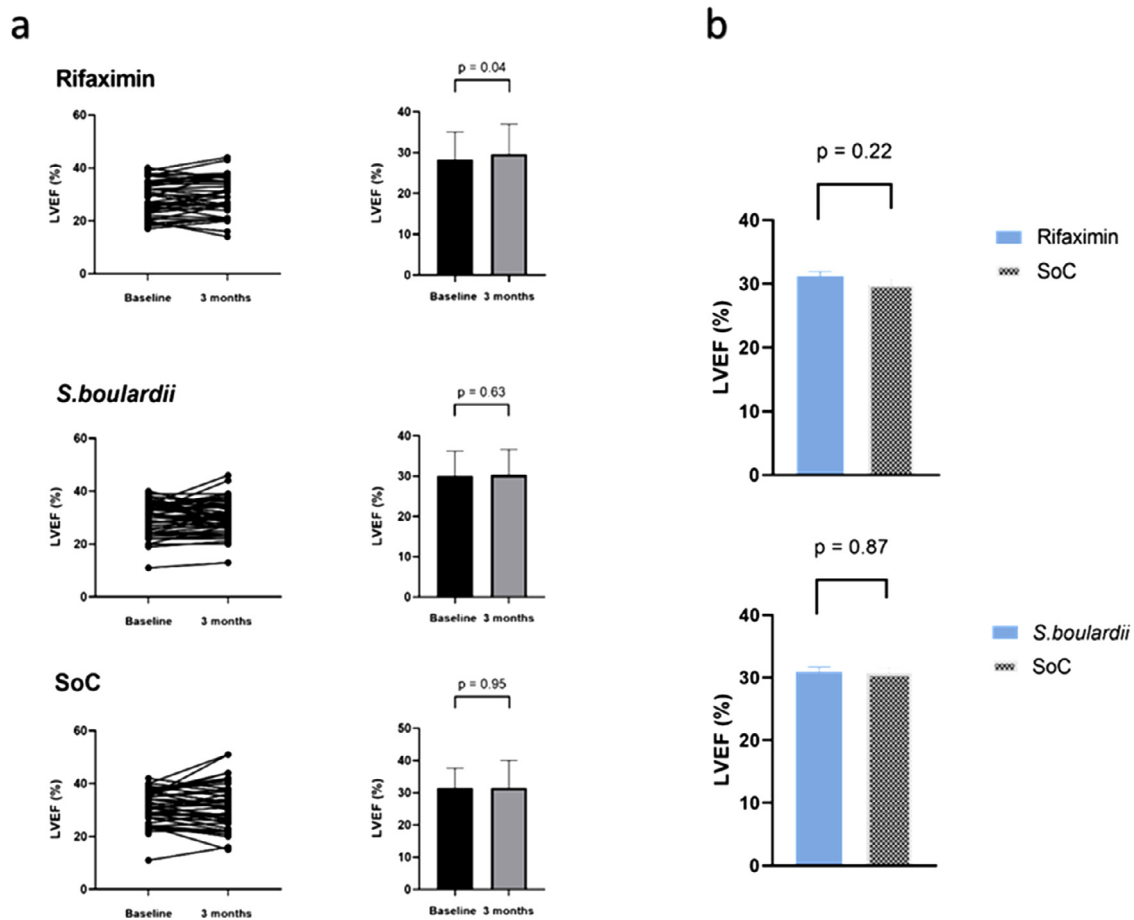 a
Rifaximin
60
40
20
0
LVEF (%)
Baseline 3 months
p = 0.04
40
30
20
10
0
LVEF (%)
Baseline 3 months
S.boulardii
60
40
20
0
LVEF (%)
Baseline 3 months
p = 0.63
40
30
20
10
0
LVEF (%)
Baseline 3 months
SoC
60
40
20
0
LVEF (%)
Baseline 3 months
p = 0.95
50
40
30
20
10
0
LVEF (%)
Baseline 3 months
b
p = 0.22
40
30
20
10
0
LVEF (%)
Rifaximin
SoC
p = 0.87
40
30
20
10
0
LVEF (%)
S.boulardii
SoC